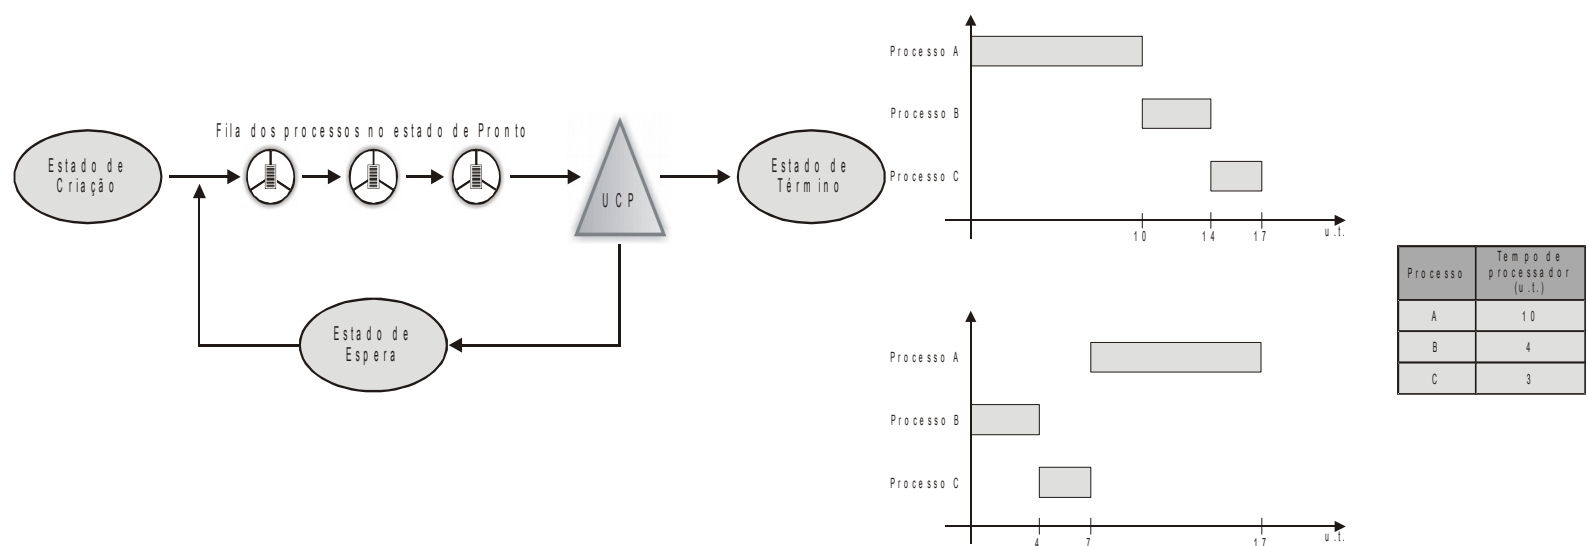 Fila dos processos no estado de Pronto
Estado de
Criação
UCP
Estado de
Término
Estado de
Espera
Processo A
Processo B
Processo C
10
14
17
u.t.
Processo A
Processo B
Processo C
4
7
17
u.t.
Processo
Tempo de
processador
(u.t.)
A
10
B
4
C
3